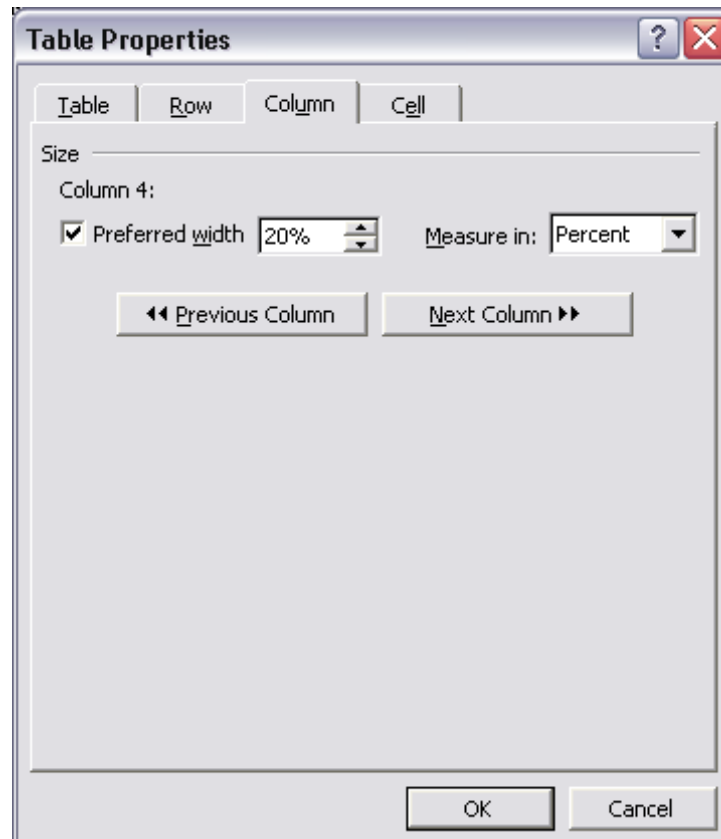 Table Properties
?
Table Row Column Cell
Size
Column 4:
Preferred width 20% Measure in: Percent
Previous Column Next Column
OK Cancel